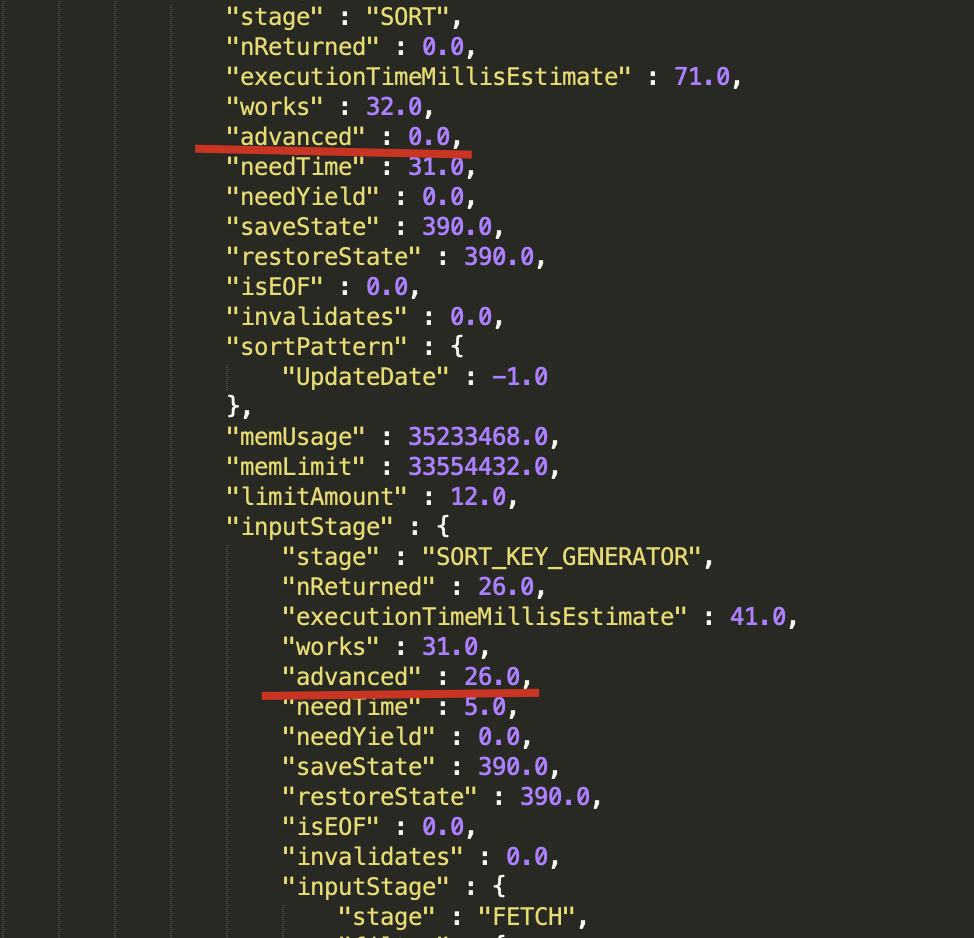 "stage" : "SORT",
"nReturned" : 0.0,
"executionTimeMillisEstimate" : 71.0,
"works" : 32.0,
"advanced" : 0.0,
"needTime" : 31.0,
"needYield" : 0.0,
"saveState" : 390.0,
"restoreState" : 390.0,
"isEOF" : 0.0,
"invalidates" : 0.0,
"sortPattern" : {
"UpdateDate" : -1.0
},
"memUsage" : 35233468.0,
"memLimit" : 33554432.0,
"limitAmount" : 12.0,
"inputStage" : {
"stage" : "SORT_KEY_GENERATOR",
"nReturned" : 26.0,
"executionTimeMillisEstimate" : 41.0,
"works" : 31.0,
"advanced" : 26.0,
"needTime" : 5.0,
"needYield" : 0.0,
"saveState" : 390.0,
"restoreState" : 390.0,
"isEOF" : 0.0,
"invalidates" : 0.0,
"inputStage" : {
"stage" : "FETCH",